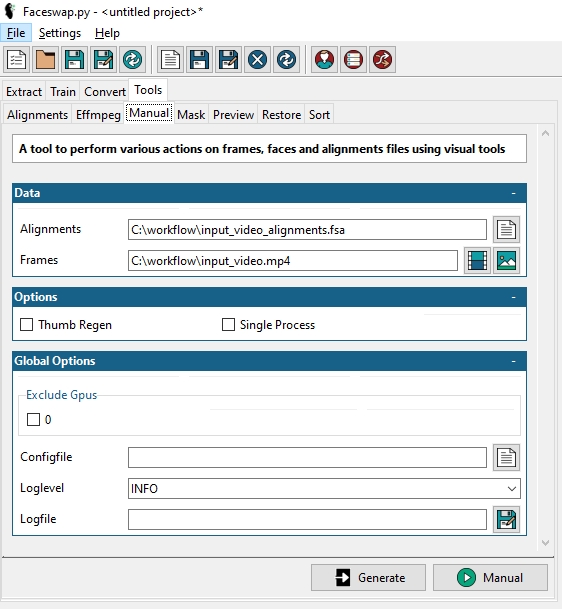 Faceswap.py - <untitled project>*
File Settings Help
Extract Train Convert Tools
Alignments Effmpeg Manual Mask Preview Restore Sort
A tool to perform various actions on frames, faces and alignments files using visual tools
Data -
Alignments C:\workflow\input_video_alignments.fsa
Frames C:\workflow\input_video.mp4
Options -
Thumb Regen Single Process
Global Options -
Exclude Gpus
0
Configfile
Loglevel INFO
Logfile
Generate Manual